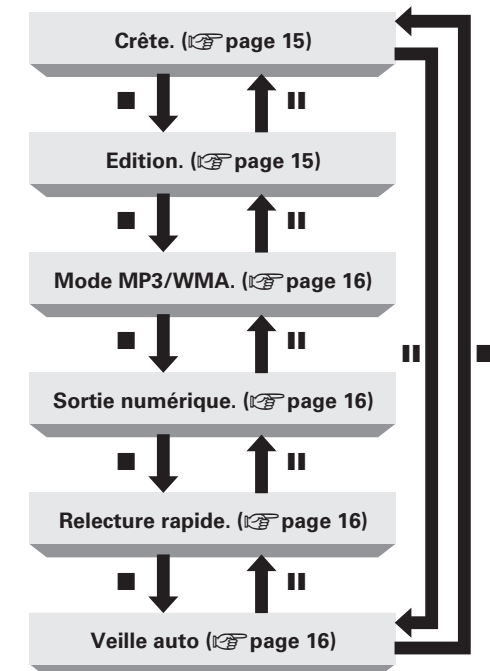 Crête. (☞ page 15)
Edition. (☞ page 15)
Mode MP3/WMA. (☞ page 16)
Sortie numérique. (☞ page 16)
Relecture rapide. (☞ page 16)
Veille auto (☞ page 16)